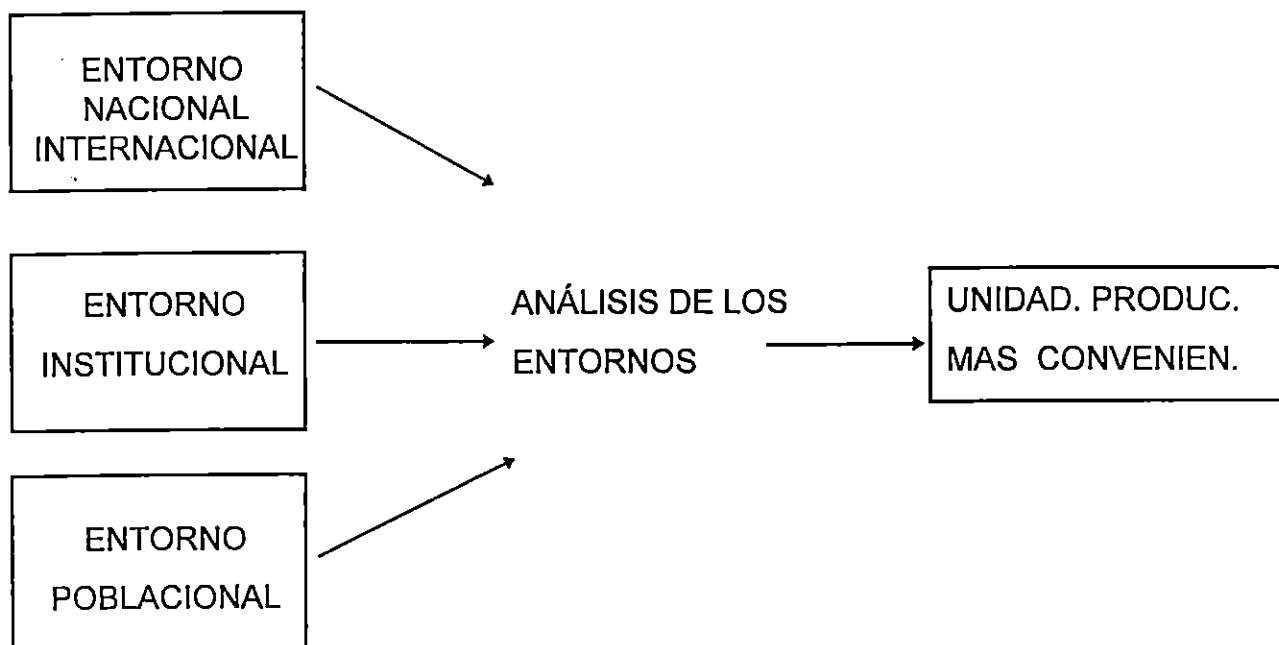 ENTORNO
NACIONAL
INTERNACIONAL
ENTORNO
INSTITUCIONAL
ENTORNO
POBLACIONAL
ANÁLISIS DE LOS
ENTORNOS
UNIDAD. PRODUC.
MAS CONVENIEN.